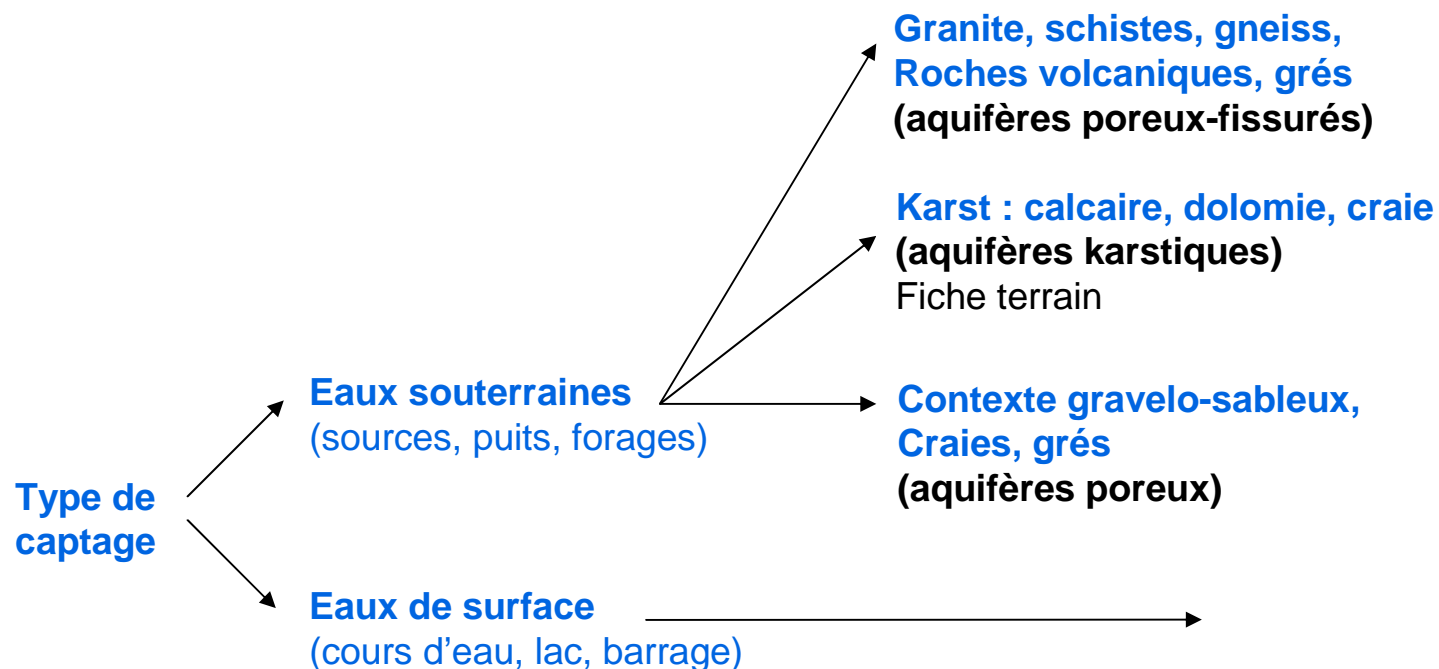 Granite, schistes, gneiss,
Roches volcaniques, grés
(aquifères poreux-fissurés)
Karst : calcaire, dolomie, craie
(aquifères karstiques)
Fiche terrain
Eaux souterraines
(sources, puits, forages)
Contexte gravelo-sableux,
Craies, grés
(aquifères poreux)
Type de
captage
Eaux de surface
(cours d'eau, lac, barrage)